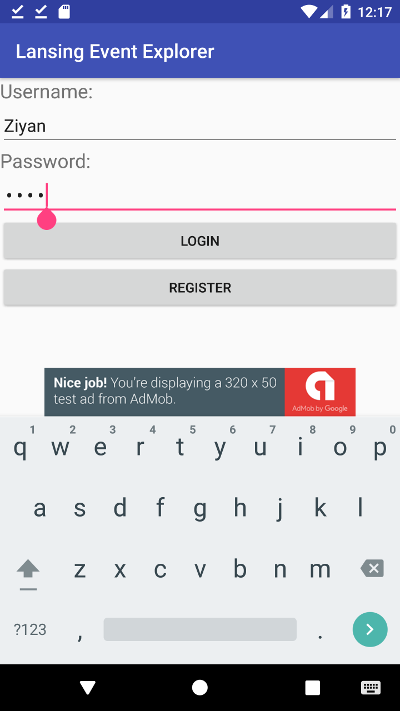 12:17
Lansing Event Explorer
Username:
Ziyan
Password:
••••
LOGIN
REGISTER
Nice job! You're displaying a 320 x 50
test ad from AdMob.
AdMob by Google
1 2 3 4 5 6 7 8 9 0
q w e r t y u i o p
a s d f g h j k l
z x c v b n m
?123 , .